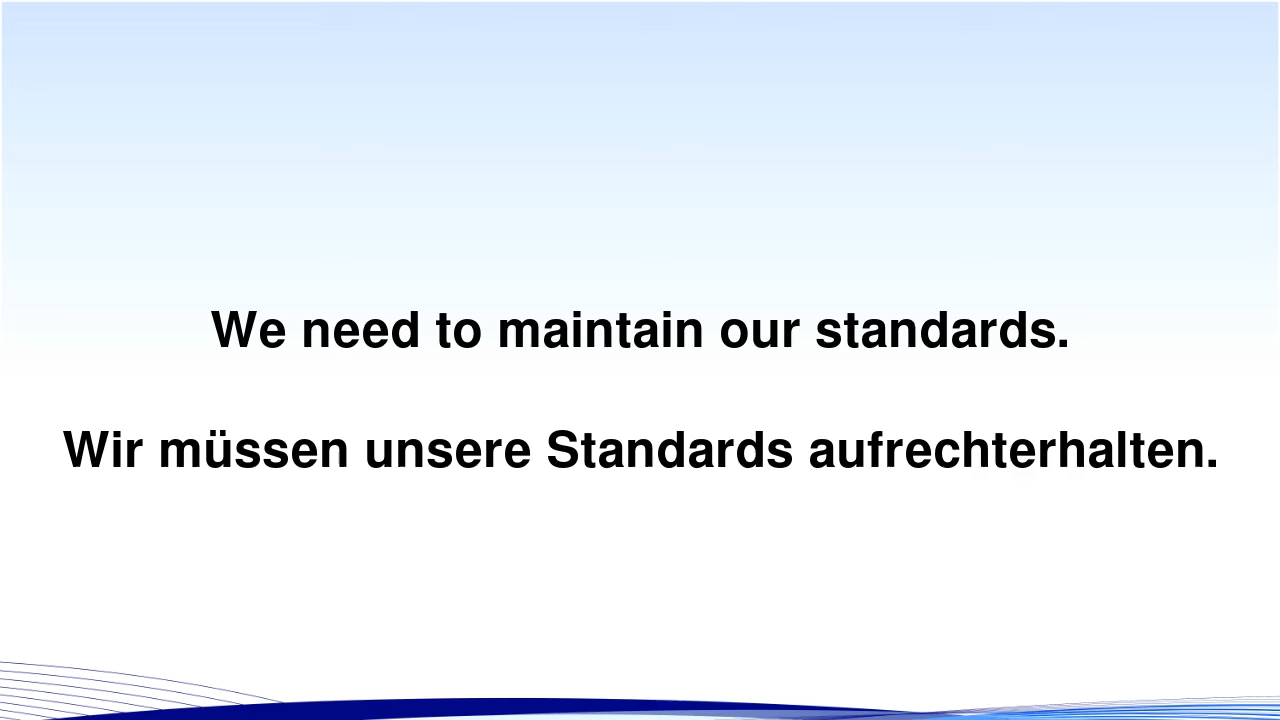 We need to maintain our standards.
Wir müssen unsere Standards aufrechterhalten.